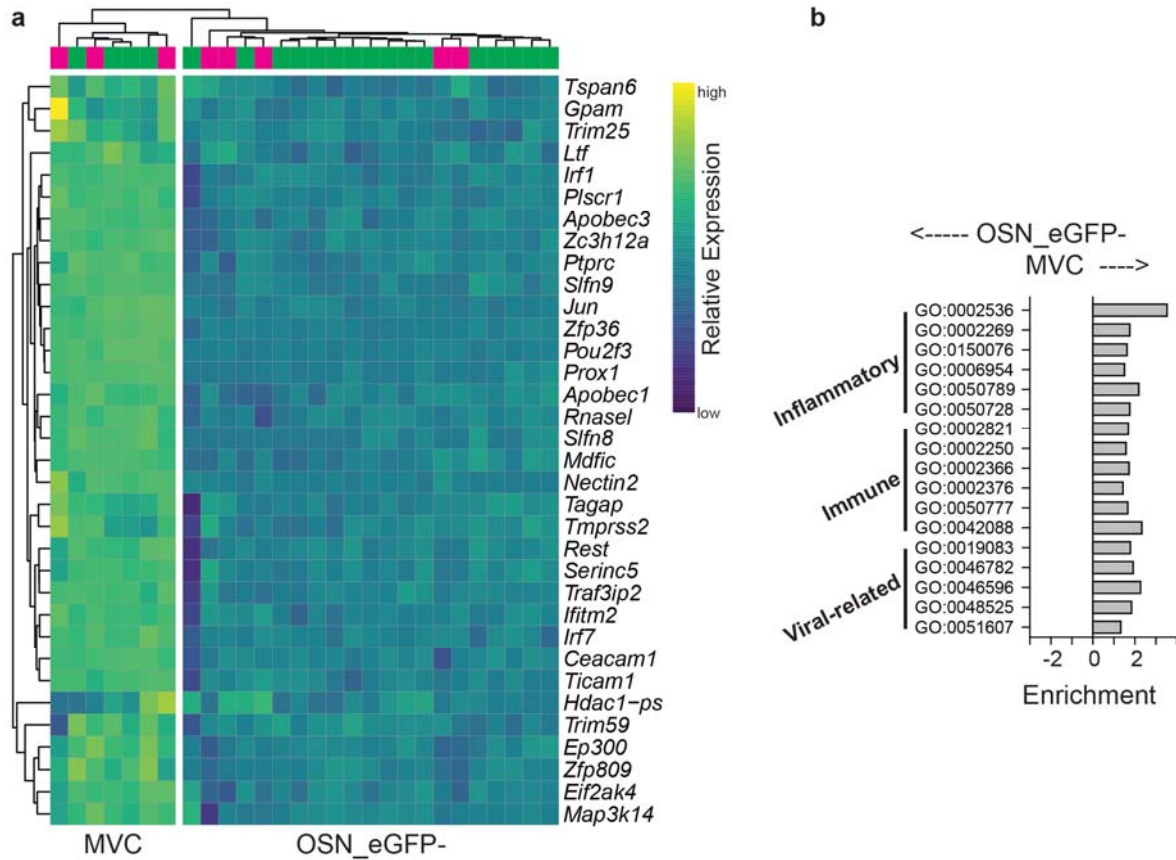 a
Tspan6
Gpam
Trim25
Ltf
Irf1
Plscr1
Apobec3
Zc3h12a
Ptprc
Slfn9
Jun
Zfp36
Pou2f3
Prox1
Apobec1
Rnasel
Slfn8
Mdfic
Nectin2
Tagap
Tmprss2
Rest
Serinc5
Traf3ip2
Ifitm2
Irf7
Ceacam1
Ticam1
Hdac1−ps
Trim59
Ep300
Zfp809
Eif2ak4
Map3k14
MVC
OSN_eGFP-
high
Relative Expression
low
b
<----- OSN_eGFP-
MVC ---->
Inflammatory
GO:0002536
GO:0002269
GO:0150076
GO:0006954
GO:0050789
GO:0050728
Immune
GO:0002821
GO:0002250
GO:0002366
GO:0002376
GO:0050777
GO:0042088
Viral-related
GO:0019083
GO:0046782
GO:0046596
GO:0048525
GO:0051607
-2 0 2
Enrichment